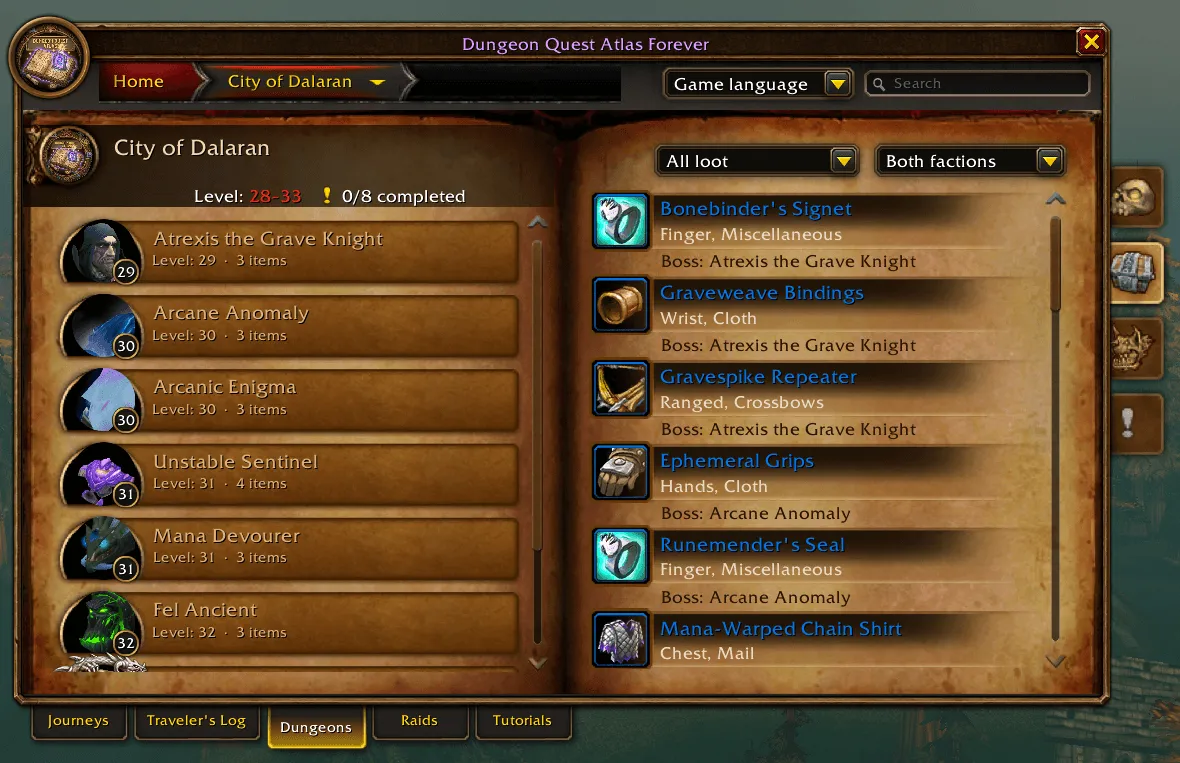 Dungeon Quest Atlas Forever
Home
City of Dalaran
Game language
Search
City of Dalaran
Level: 28-33 ! 0/8 completed
All loot
Both factions
Atrexis the Grave Knight
Level: 29 · 3 items
29
Arcane Anomaly
Level: 30 · 3 items
30
Arcanic Enigma
Level: 30 · 3 items
30
Unstable Sentinel
Level: 31 · 4 items
31
Mana Devourer
Level: 31 · 3 items
31
Fel Ancient
Level: 32 · 3 items
32
Bonebinder's Signet
Finger, Miscellaneous
Boss: Atrexis the Grave Knight
Graveweave Bindings
Wrist, Cloth
Boss: Atrexis the Grave Knight
Gravespike Repeater
Ranged, Crossbows
Boss: Atrexis the Grave Knight
Ephemeral Grips
Hands, Cloth
Boss: Arcane Anomaly
Runemender's Seal
Finger, Miscellaneous
Boss: Arcane Anomaly
Mana-Warped Chain Shirt
Chest, Mail
Journeys
Traveler's Log
Dungeons
Raids
Tutorials